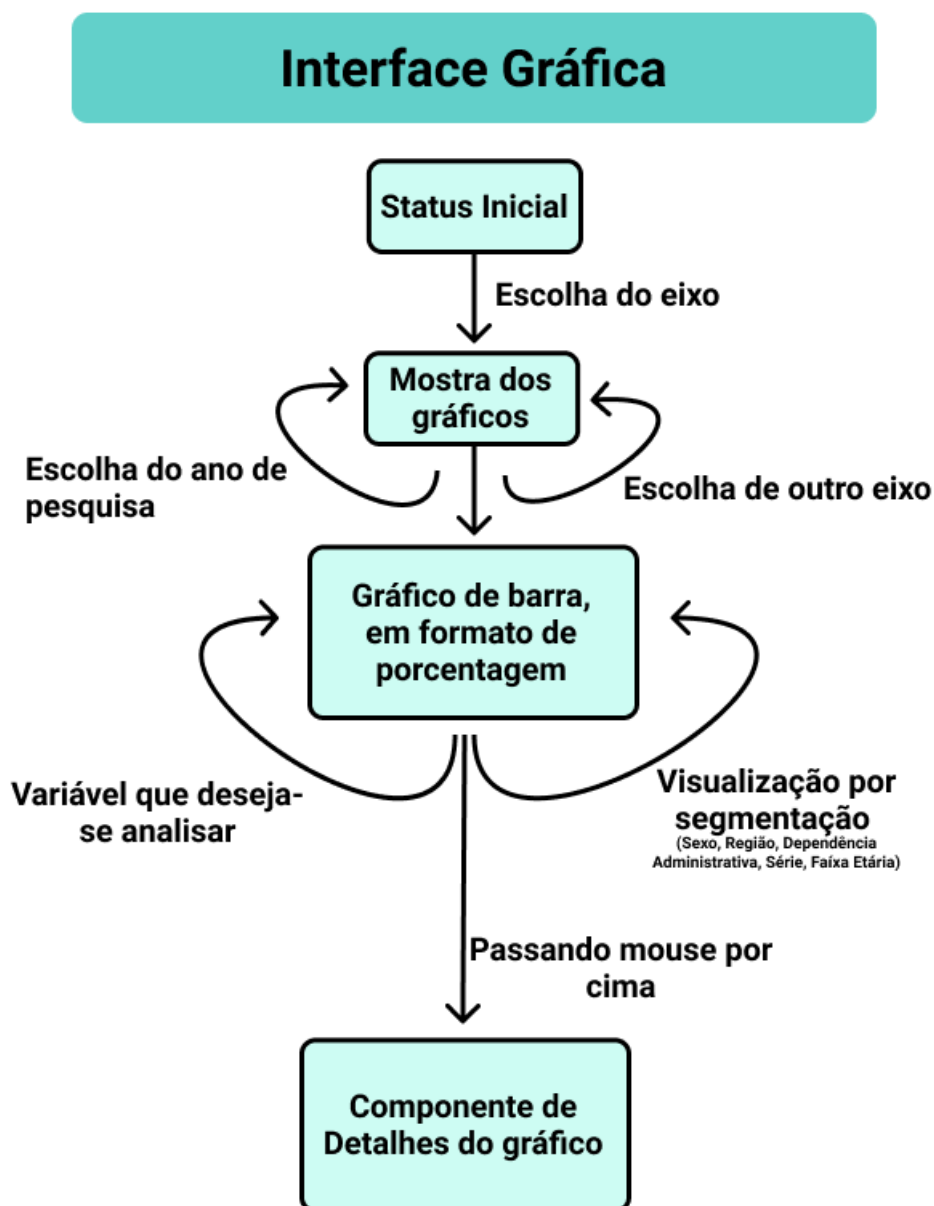 Interface Gráfica
Status Inicial
Escolha do eixo
Mostra dos
gráficos
Escolha do ano de
pesquisa
Escolha de outro eixo
Gráfico de barra,
em formato de
porcentagem
Variável que deseja-
se analisar
Visualização por
segmentação
(Sexo, Região, Dependência
Administrativa, Série, Faíxa Etária)
Passando mouse por
cima
Componente de
Detalhes do gráfico